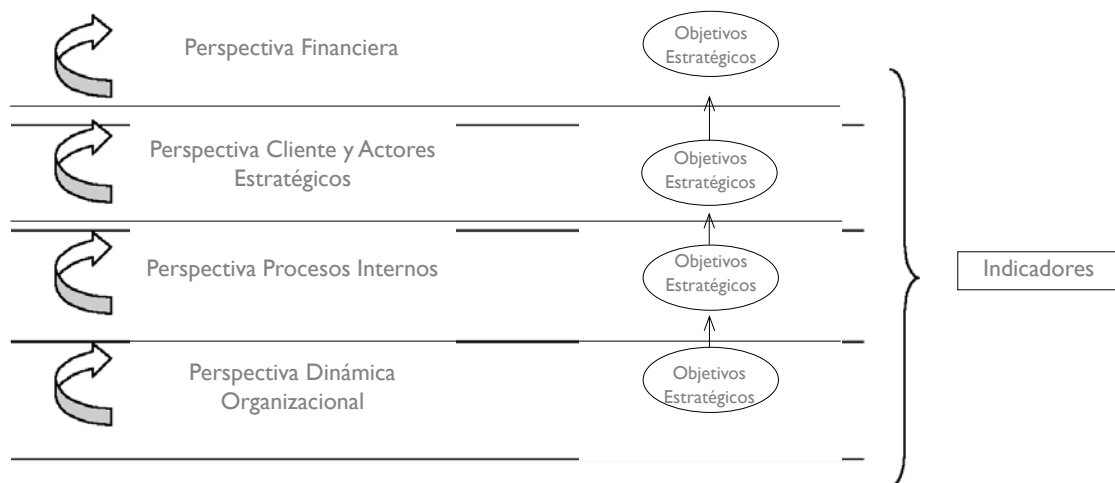 Perspectiva Financiera
Objetivos
Estratégicos
Perspectiva Cliente y Actores
Estratégicos
Objetivos
Estratégicos
Perspectiva Procesos Internos
Objetivos
Estratégicos
Indicadores
Perspectiva Dinámica
Organizacional
Objetivos
Estratégicos